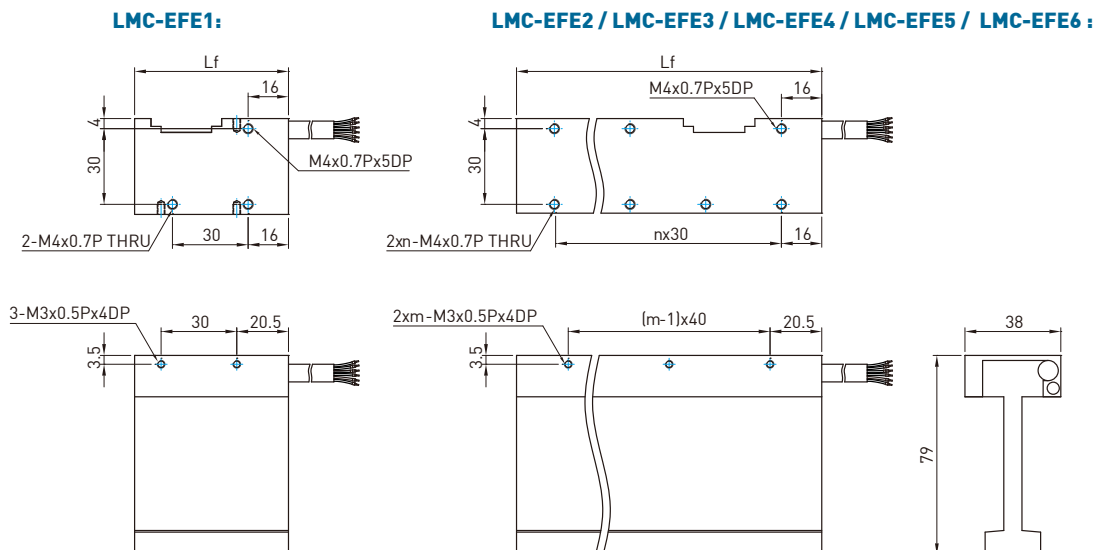 LMC-EFE1:
LMC-EFE2 / LMC-EFE3 / LMC-EFE4 / LMC-EFE5 / LMC-EFE6 :
Lf
16
4
30
M4x0.7Px5DP
2-M4x0.7P THRU
30
16
Lf
M4x0.7Px5DP
16
4
30
2xn-M4x0.7P THRU
nx30
16
3-M3x0.5Px4DP
30
20.5
3.5
2xm-M3x0.5Px4DP
(m-1)x40
20.5
3.5
38
79